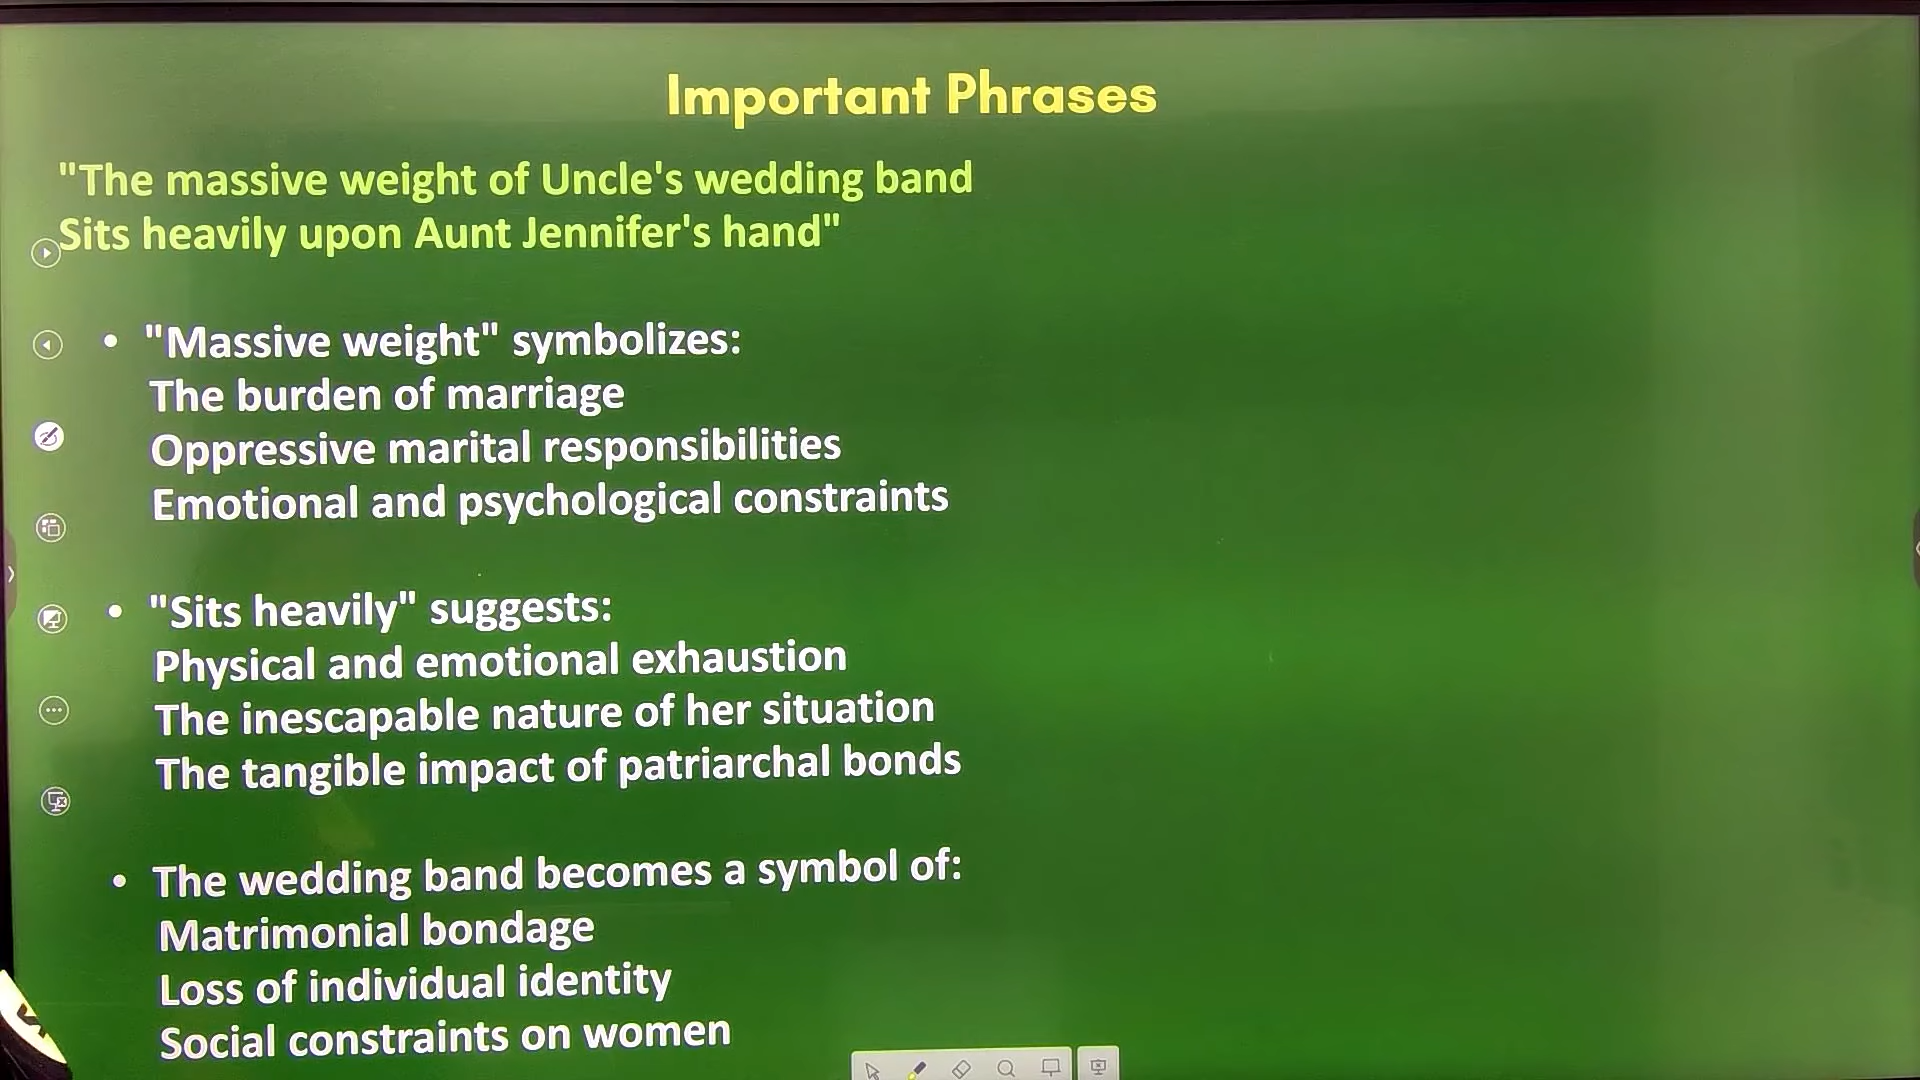 Important Phrases
"The massive weight of Uncle's wedding band
Sits heavily upon Aunt Jennifer's hand"
• "Massive weight" symbolizes:
The burden of marriage
Oppressive marital responsibilities
Emotional and psychological constraints
• "Sits heavily" suggests:
Physical and emotional exhaustion
The inescapable nature of her situation
The tangible impact of patriarchal bonds
• The wedding band becomes a symbol of:
Matrimonial bondage
Loss of individual identity
Social constraints on women